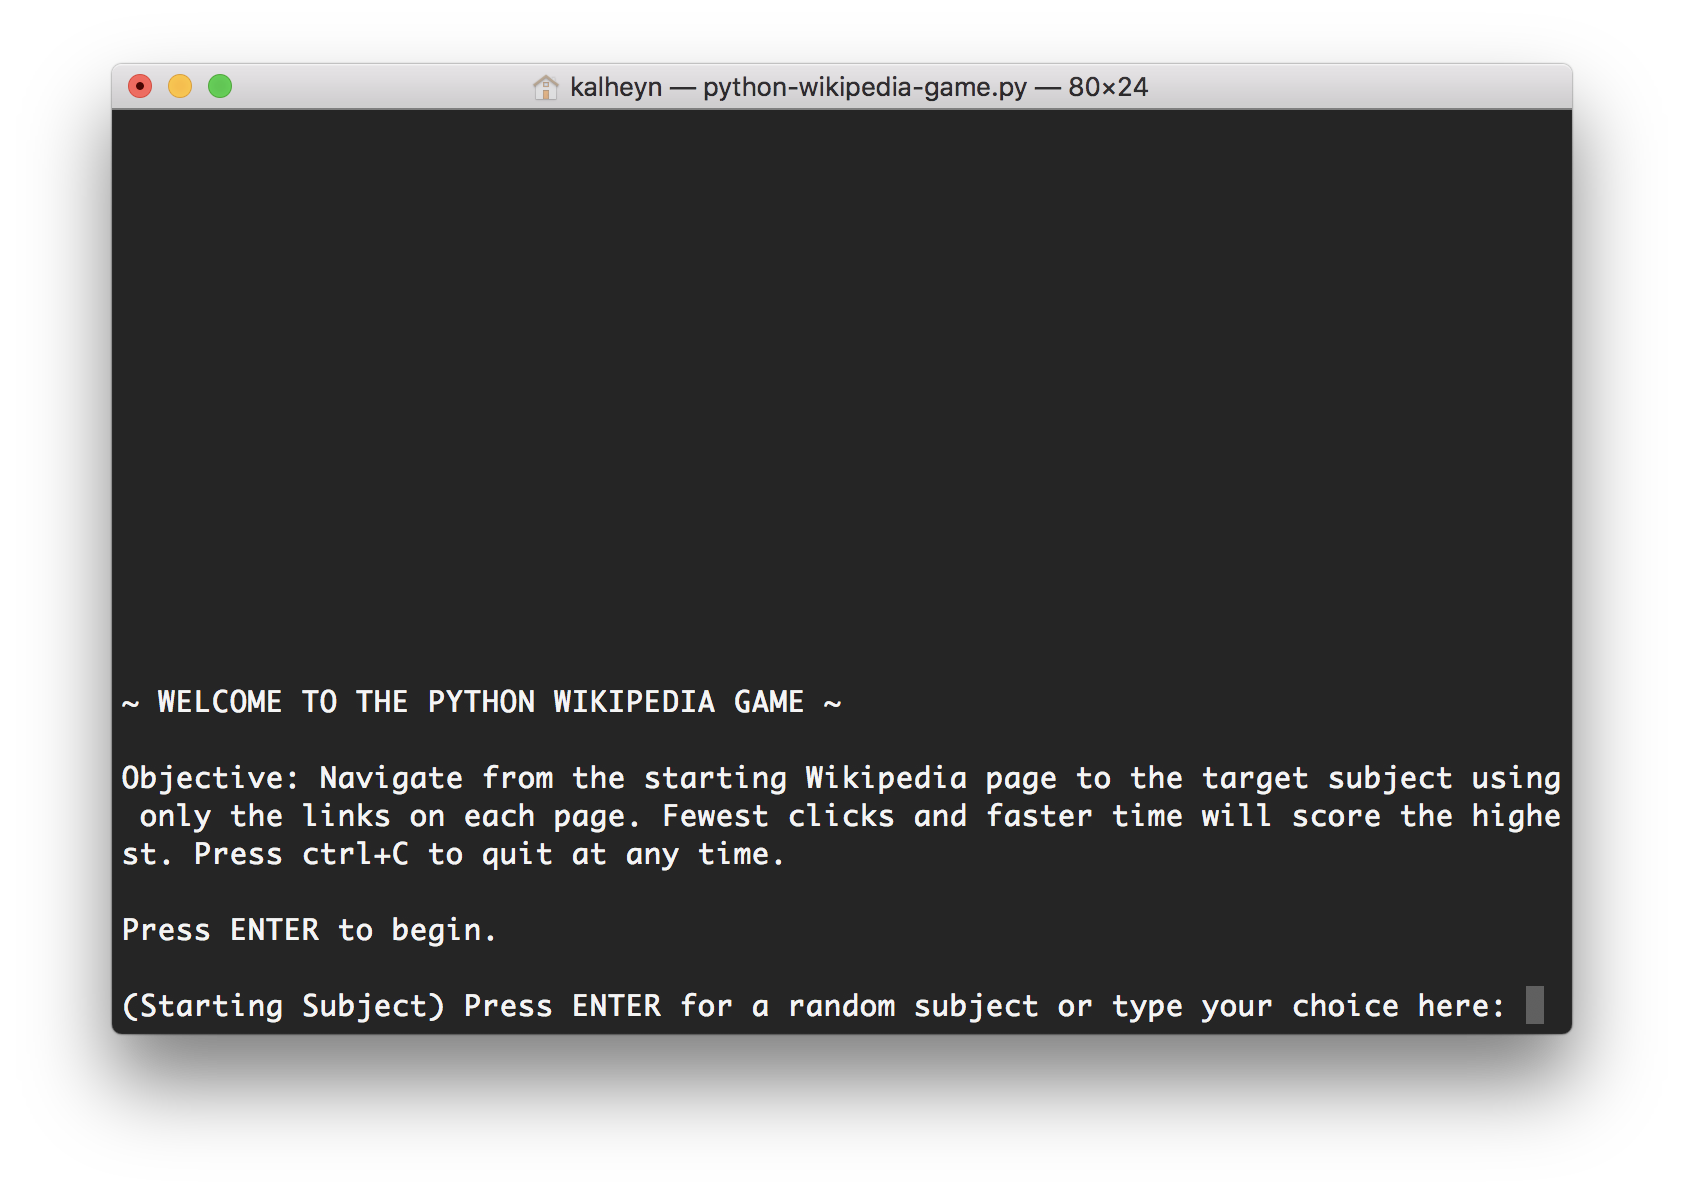 kalheyn — python-wikipedia-game.py — 80×24
~ WELCOME TO THE PYTHON WIKIPEDIA GAME ~
Objective: Navigate from the starting Wikipedia page to the target subject using
only the links on each page. Fewest clicks and faster time will score the highe
st. Press ctrl+C to quit at any time.
Press ENTER to begin.
(Starting Subject) Press ENTER for a random subject or type your choice here: